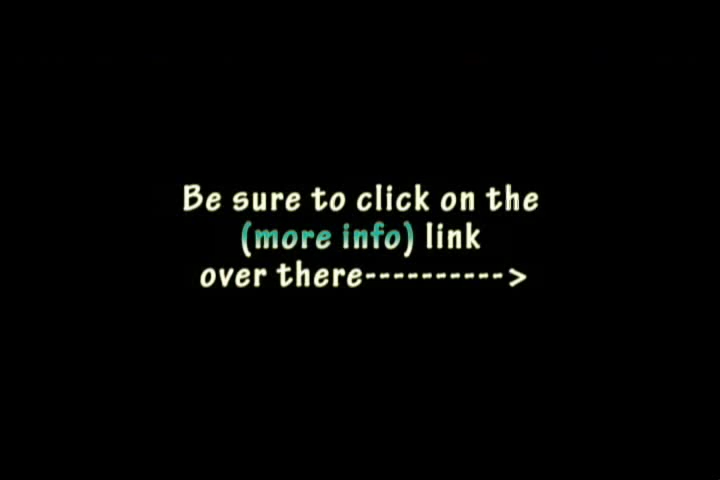 Be sure to click on the
(more info) link
over there---------->